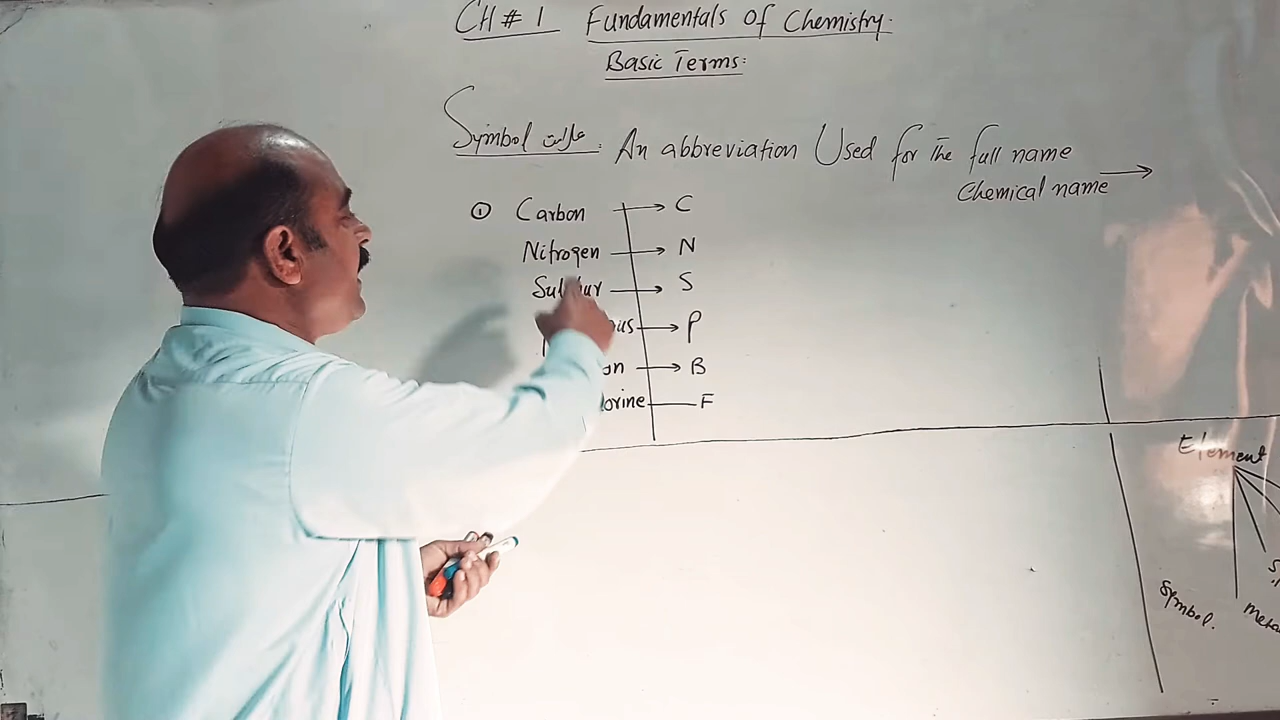 CH # 1 Fundamentals of Chemistry.
Basic Terms:
Symbol علامت. An abbreviation Used for The full name
Chemical name →
① Carbon → C
Nitrogen → N
Sulphur → S
→ P
→ B
F
Element
Symbol.